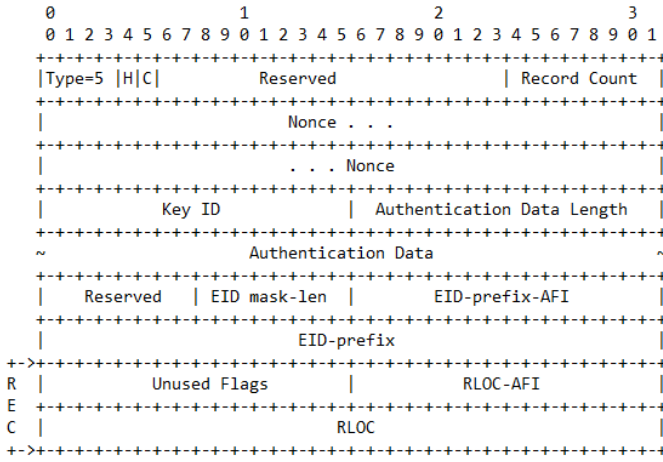 0                   1                   2                   3
 0 1 2 3 4 5 6 7 8 9 0 1 2 3 4 5 6 7 8 9 0 1 2 3 4 5 6 7 8 9 0 1
+-+-+-+-+-+-+-+-+-+-+-+-+-+-+-+-+-+-+-+-+-+-+-+-+-+-+-+-+-+-+-+-+
|Type=5 |H|C| Reserved | Record Count |
+-+-+-+-+-+-+-+-+-+-+-+-+-+-+-+-+-+-+-+-+-+-+-+-+-+-+-+-+-+-+-+-+
| Nonce . . . |
+-+-+-+-+-+-+-+-+-+-+-+-+-+-+-+-+-+-+-+-+-+-+-+-+-+-+-+-+-+-+-+-+
| . . . Nonce |
+-+-+-+-+-+-+-+-+-+-+-+-+-+-+-+-+-+-+-+-+-+-+-+-+-+-+-+-+-+-+-+-+
| Key ID | Authentication Data Length |
+-+-+-+-+-+-+-+-+-+-+-+-+-+-+-+-+-+-+-+-+-+-+-+-+-+-+-+-+-+-+-+-+
~ Authentication Data ~
+-+-+-+-+-+-+-+-+-+-+-+-+-+-+-+-+-+-+-+-+-+-+-+-+-+-+-+-+-+-+-+-+
| Reserved | EID mask-len | EID-prefix-AFI |
+-+-+-+-+-+-+-+-+-+-+-+-+-+-+-+-+-+-+-+-+-+-+-+-+-+-+-+-+-+-+-+-+
| EID-prefix |
+->+-+-+-+-+-+-+-+-+-+-+-+-+-+-+-+-+-+-+-+-+-+-+-+-+-+-+-+-+-+-+-+-+
R | Unused Flags | RLOC-AFI |
E +-+-+-+-+-+-+-+-+-+-+-+-+-+-+-+-+-+-+-+-+-+-+-+-+-+-+-+-+-+-+-+-+
C | RLOC |
+->+-+-+-+-+-+-+-+-+-+-+-+-+-+-+-+-+-+-+-+-+-+-+-+-+-+-+-+-+-+-+-+-+